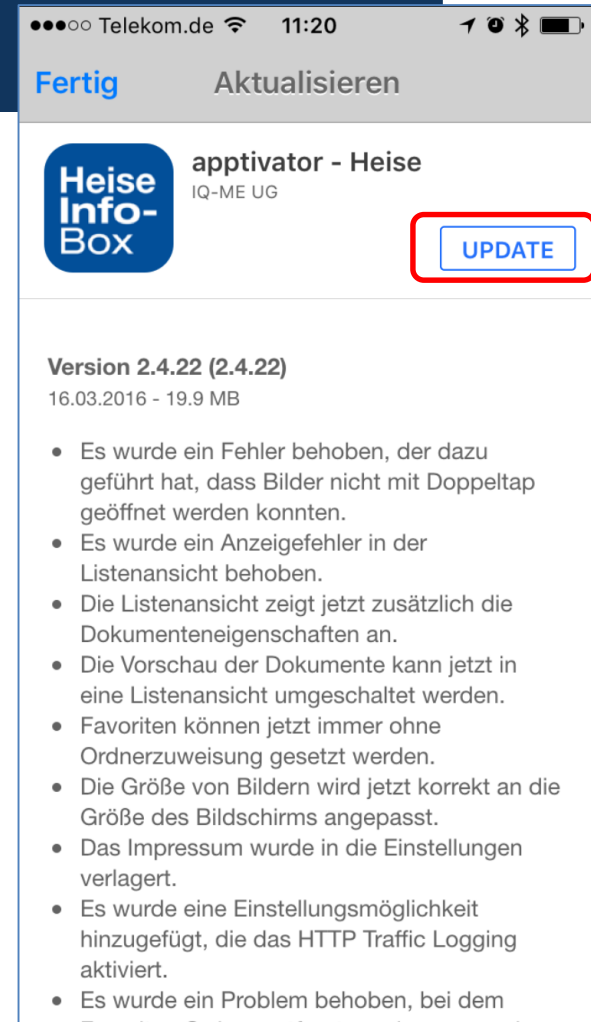 Telekom.de 11:20
Fertig Aktualisieren
Heise
Info-
Box
apptivator - Heise
IQ-ME UG
UPDATE
Version 2.4.22 (2.4.22)
16.03.2016 - 19.9 MB
• Es wurde ein Fehler behoben, der dazu
geführt hat, dass Bilder nicht mit Doppeltap
geöffnet werden konnten.
• Es wurde ein Anzeigefehler in der
Listenansicht behoben.
• Die Listenansicht zeigt jetzt zusätzlich die
Dokumenteneigenschaften an.
• Die Vorschau der Dokumente kann jetzt in
eine Listenansicht umgeschaltet werden.
• Favoriten können jetzt immer ohne
Ordnerzuweisung gesetzt werden.
• Die Größe von Bildern wird jetzt korrekt an die
Größe des Bildschirms angepasst.
• Das Impressum wurde in die Einstellungen
verlagert.
• Es wurde eine Einstellungsmöglichkeit
hinzugefügt, die das HTTP Traffic Logging
aktiviert.
• Es wurde ein Problem behoben, bei dem